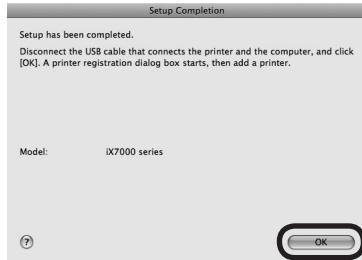 Setup Completion
Setup has been completed.
Disconnect the USB cable that connects the printer and the computer, and click
[OK]. A printer registration dialog box starts, then add a printer.
Model: iX7000 series
?
OK